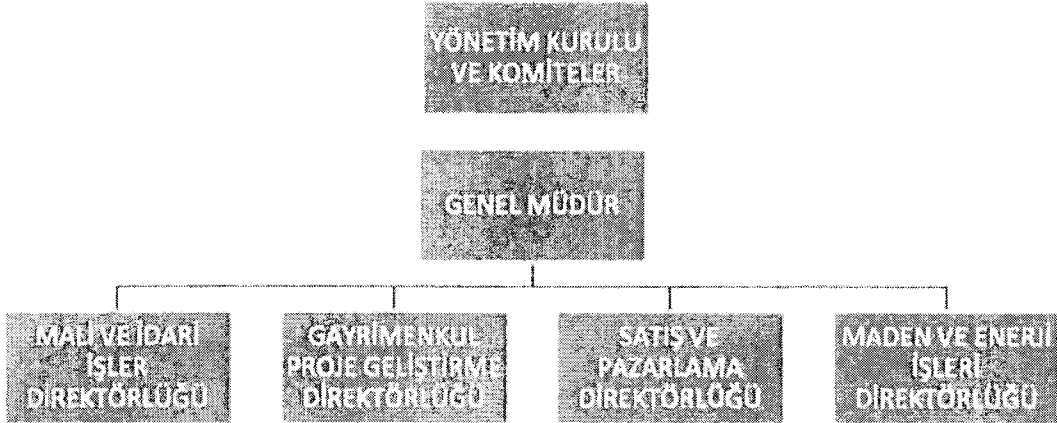 YÖNETİM KURULU
VE KOMİTELER
GENEL MÜDÜR
MALİ VE İDARİ
İŞLER
DİREKTÖRLÜĞÜ
GAYRİMENKUL
PROJE GELİŞTİRME
DİREKTÖRLÜĞÜ
SATIŞ VE
PAZARLAMA
DİREKTÖRLÜĞÜ
MADEN VE ENERJİ
İŞLERİ
DİREKTÖRLÜĞÜ